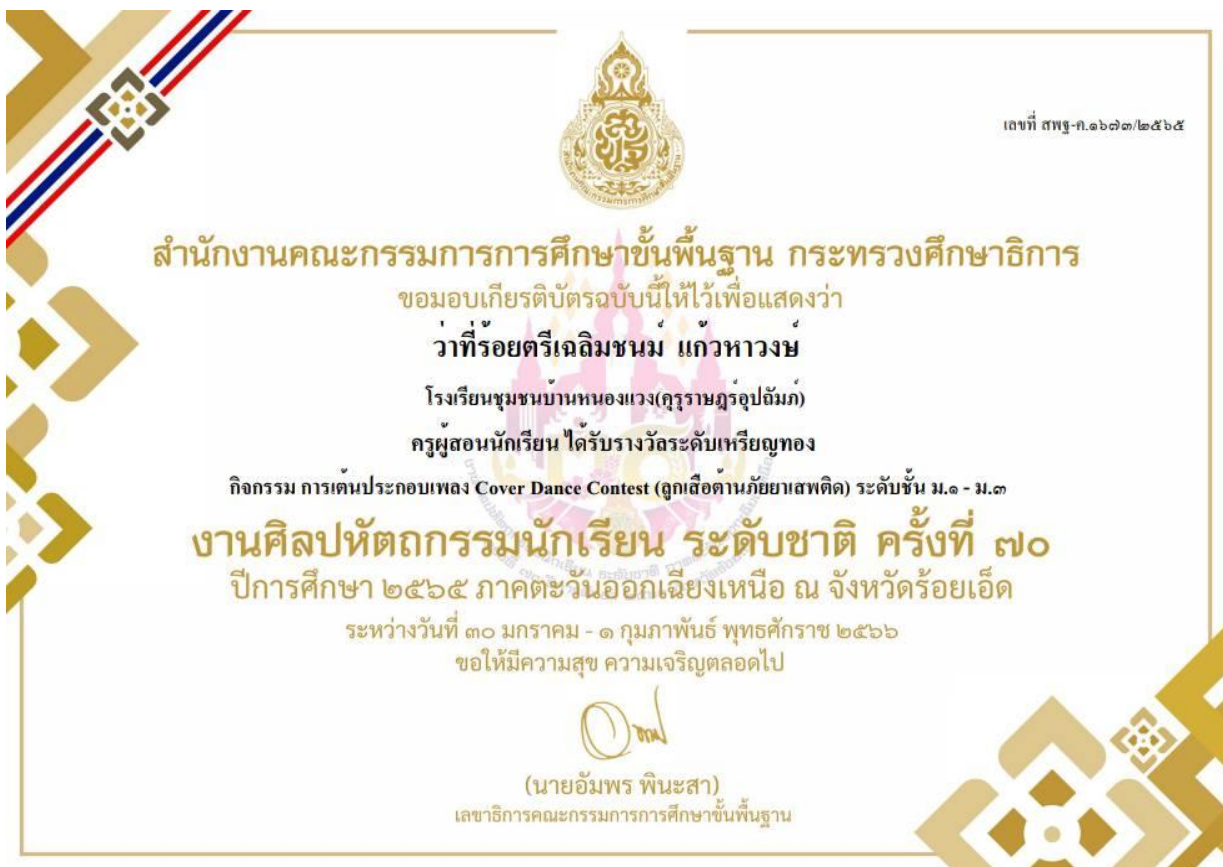 เลขที่ สพฐ-ค.๑๖๗๓/๒๕๖๕
สำนักงานคณะกรรมการการศึกษาขั้นพื้นฐาน กระทรวงศึกษาธิการ
ขอมอบเกียรติบัตรฉบับนี้ให้ไว้เพื่อแสดงว่า
ว่าที่ร้อยตรีเฉลิมชนม์ แก้วหาวงษ์
โรงเรียนชุมชนบ้านหนองแวง(คุรุราษฎร์อุปถัมภ์)
ครูผู้สอนนักเรียน ได้รับรางวัลระดับเหรียญทอง
กิจกรรม การเต้นประกอบเพลง Cover Dance Contest (ลูกเสือต้านภัยยาเสพติด) ระดับชั้น ม.๑ - ม.๓
งานศิลปหัตถกรรมนักเรียน ระดับชาติ ครั้งที่ ๗๐
ปีการศึกษา ๒๕๖๕ ภาคตะวันออกเฉียงเหนือ ณ จังหวัดร้อยเอ็ด
ระหว่างวันที่ ๓๐ มกราคม - ๑ กุมภาพันธ์ พุทธศักราช ๒๕๖๖
ขอให้มีความสุข ความเจริญตลอดไป
(นายอัมพร พินะสา)
เลขาธิการคณะกรรมการการศึกษาขั้นพื้นฐาน